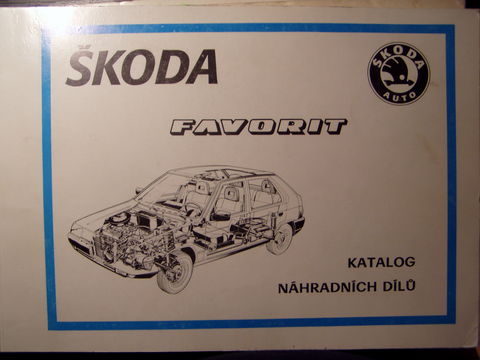 ŠKODA
ŠKODA
AUTO
FAVORIT
KATALOG
NÁHRADNÍCH DÍLŮ